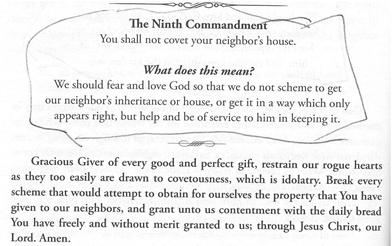 The Ninth Commandment
You shall not covet your neighbor's house.
What does this mean?
We should fear and love God so that we do not scheme to get
our neighbor's inheritance or house, or get it in a way which only
appears right, but help and be of service to him in keeping it.
Gracious Giver of every good and perfect gift, restrain our rogue hearts
as they too easily are drawn to covetousness, which is idolatry. Break every
scheme that would attempt to obtain for ourselves the property that You have
given to our neighbors, and grant unto us contentment with the daily bread
You have freely and without merit granted to us; through Jesus Christ, our
Lord. Amen.